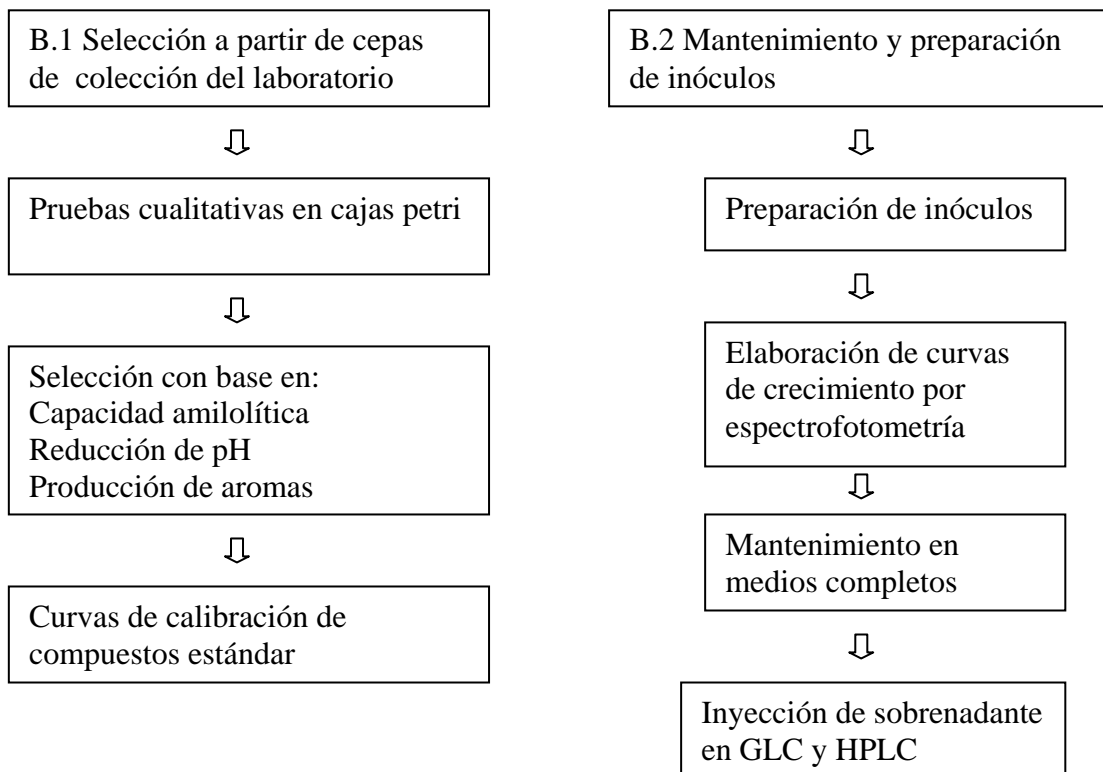 B.1 Selección a partir de cepas
de colección del laboratorio
Pruebas cualitativas en cajas petri
Selección con base en:
Capacidad amilolítica
Reducción de pH
Producción de aromas
Curvas de calibración de
compuestos estándar
B.2 Mantenimiento y preparación
de inóculos
Preparación de inóculos
Elaboración de curvas
de crecimiento por
espectrofotometría
Mantenimiento en
medios completos
Inyección de sobrenadante
en GLC y HPLC